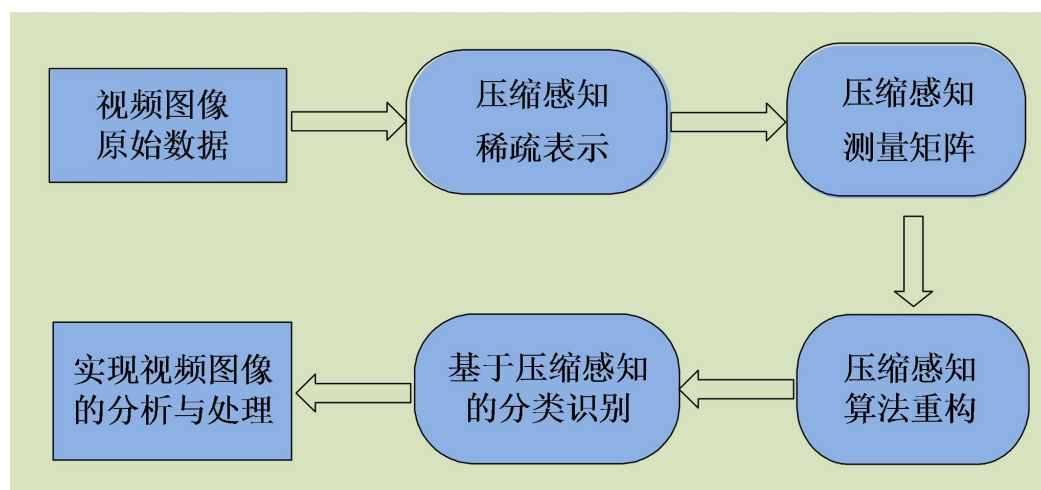 视频图像
原始数据
压缩感知
稀疏表示
压缩感知
测量矩阵
压缩感知
算法重构
基于压缩感知
的分类识别
实现视频图像
的分析与处理